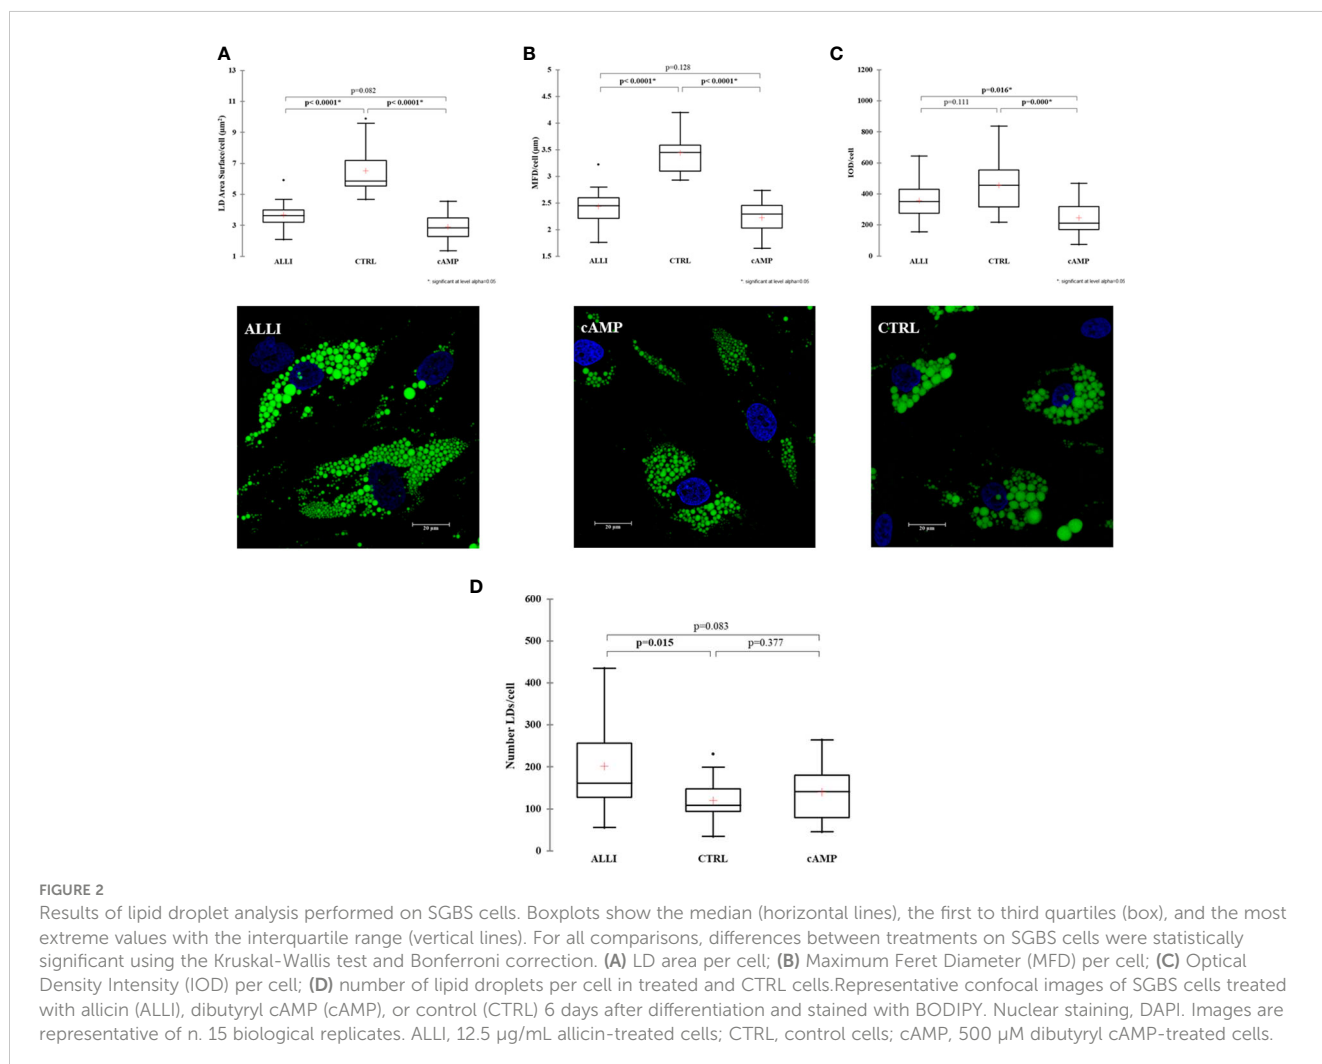 A
13
11
9
7
5
3
1
LD Area Surface/cell (µm²)
p=0.082
p< 0.0001*
p< 0.0001*
ALLI
CTRL
cAMP
*: significant at level alpha=0.05
B
5
4.5
4
3.5
3
2.5
2
1.5
MFD/cell (µm)
p=0.128
p< 0.0001*
p< 0.0001*
ALLI
CTRL
cAMP
*: significant at level alpha=0.05
C
1200
1000
800
600
400
200
0
IOD/cell
p=0.016*
p=0.111
p=0.000*
ALLI
CTRL
cAMP
*: significant at level alpha=0.05
ALLI
20 µm
cAMP
20 µm
CTRL
20 µm
D
600
500
400
300
200
100
0
Number LDs/cell
p=0.083
p=0.015
p=0.377
ALLI
CTRL
cAMP
FIGURE 2
Results of lipid droplet analysis performed on SGBS cells. Boxplots show the median (horizontal lines), the first to third quartiles (box), and the most
extreme values with the interquartile range (vertical lines). For all comparisons, differences between treatments on SGBS cells were statistically
significant using the Kruskal-Wallis test and Bonferroni correction. (A) LD area per cell; (B) Maximum Feret Diameter (MFD) per cell; (C) Optical
Density Intensity (IOD) per cell; (D) number of lipid droplets per cell in treated and CTRL cells.Representative confocal images of SGBS cells treated
with allicin (ALLI), dibutyryl cAMP (cAMP), or control (CTRL) 6 days after differentiation and stained with BODIPY. Nuclear staining, DAPI. Images are
representative of n. 15 biological replicates. ALLI, 12.5 µg/mL allicin-treated cells; CTRL, control cells; cAMP, 500 µM dibutyryl cAMP-treated cells.